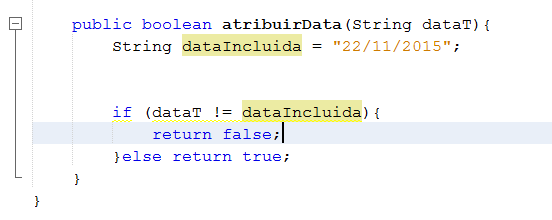 public boolean atribuirData(String dataT){
String dataIncluida = "22/11/2015";
if (dataT != dataIncluida){
return false;
}else return true;
}
}